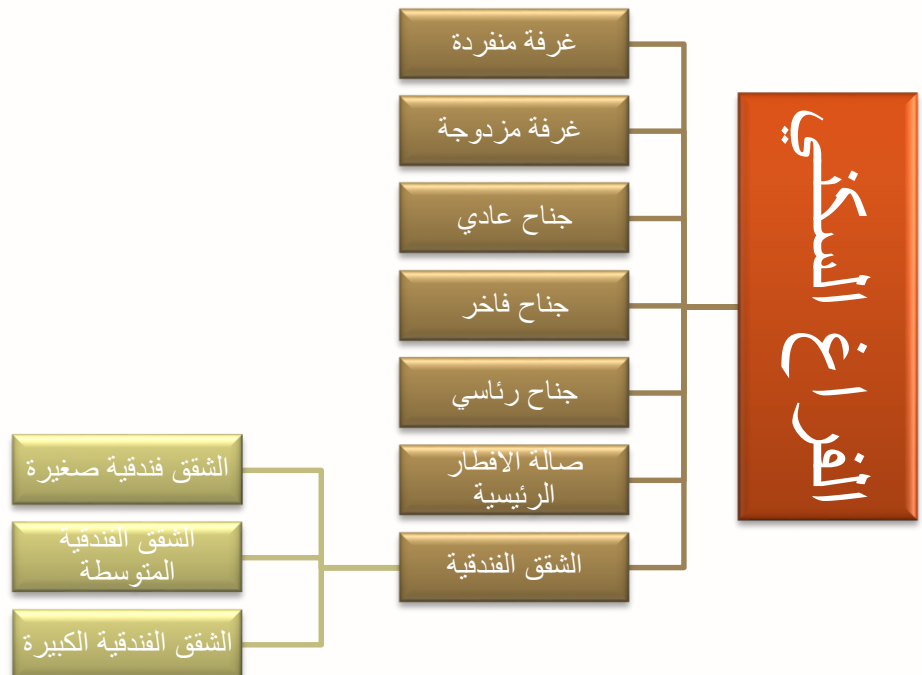 الفراغ السكني
غرفة منفردة
غرفة مزدوجة
جناح عادي
جناح فاخر
جناح رئاسي
صالة الافطار
الرئيسية
الشقق الفندقية
الشقق فندقية صغيرة
الشقق الفندقية
المتوسطة
الشقق الفندقية الكبيرة